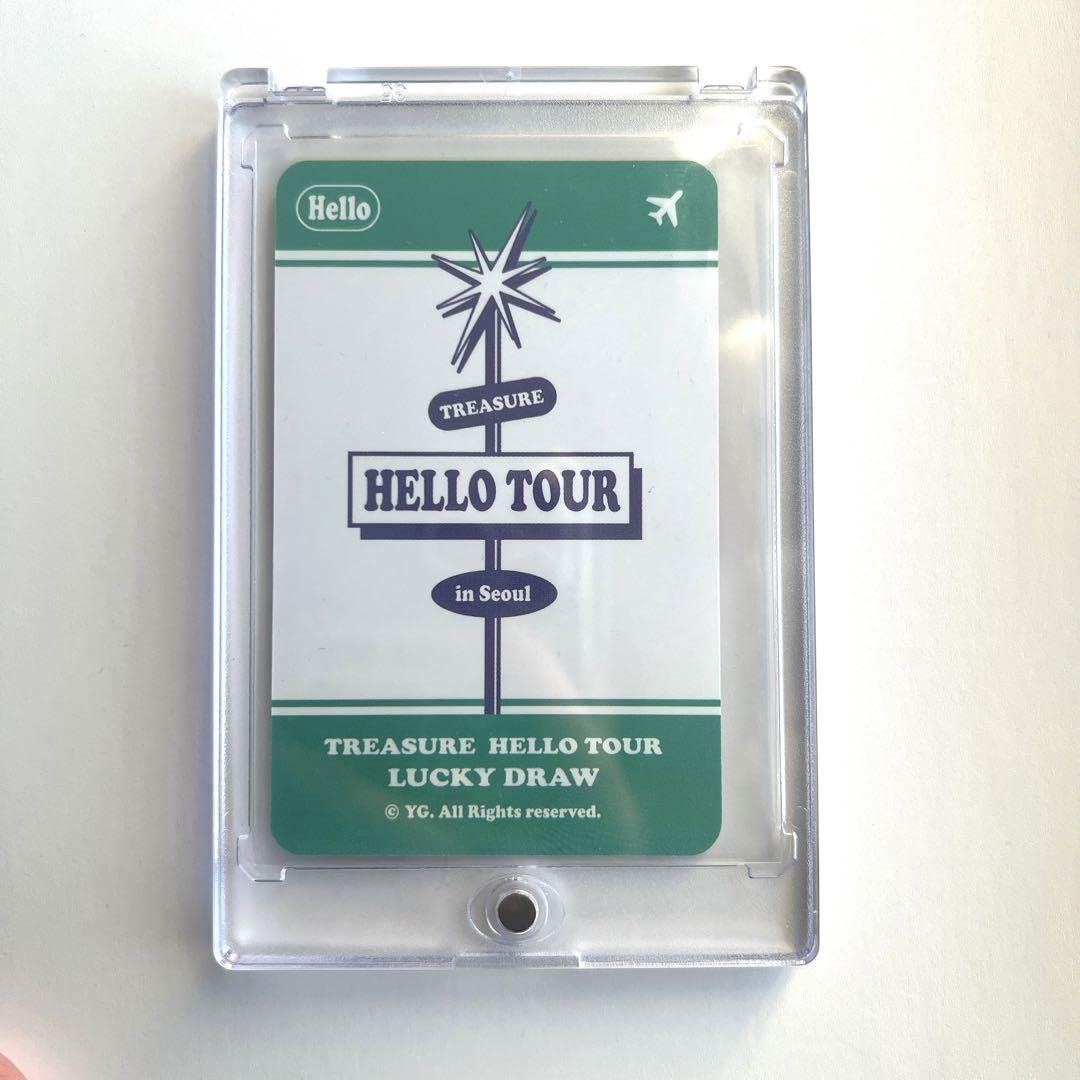 Hello
TREASURE
HELLO TOUR
in Seoul
TREASURE HELLO TOUR
LUCKY DRAW
© YG. All Rights reserved.